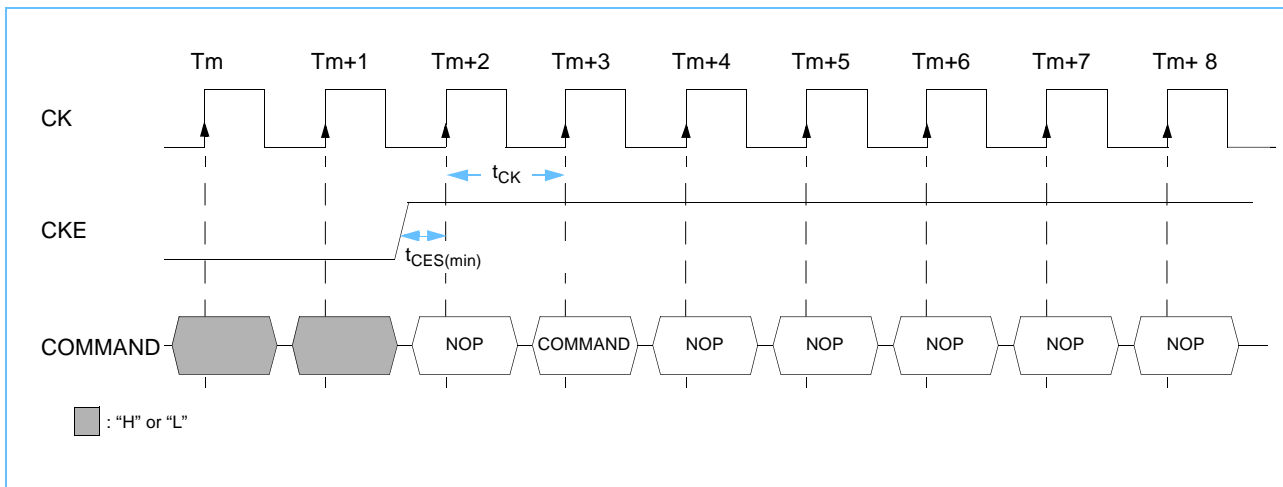 Tm Tm+1 Tm+2 Tm+3 Tm+4 Tm+5 Tm+6 Tm+7 Tm+ 8
CK
tCK
CKE
tCES(min)
COMMAND NOP COMMAND NOP NOP NOP NOP NOP
: “H” or “L”